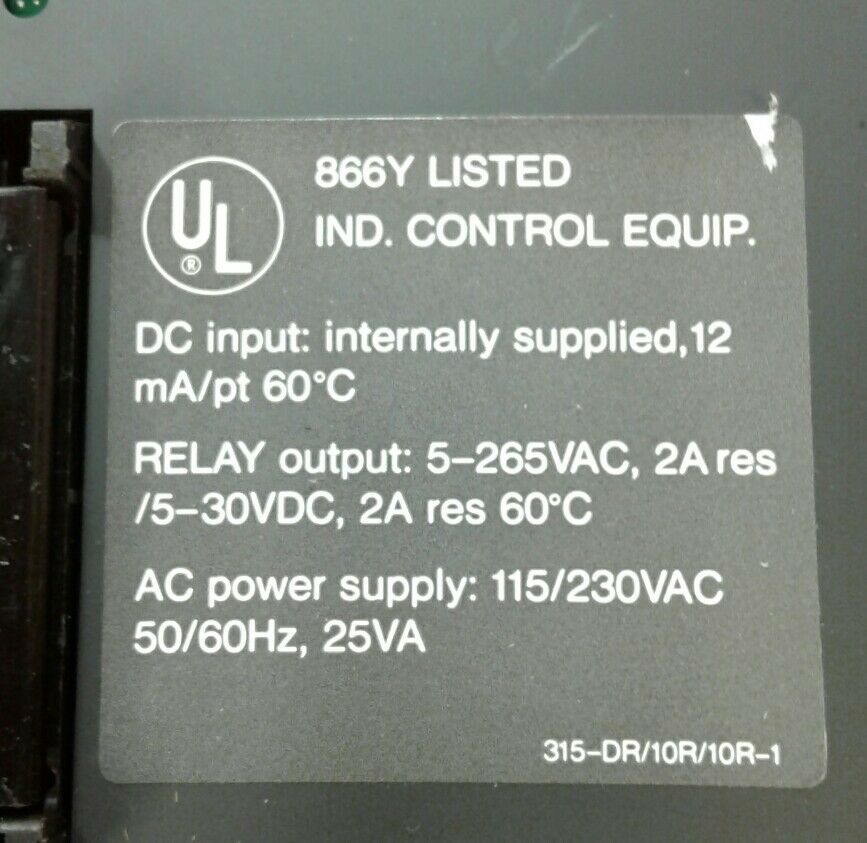 UL
®
866Y LISTED
IND. CONTROL EQUIP.
DC input: internally supplied,12
mA/pt 60°C
RELAY output: 5-265VAC, 2A res
/5-30VDC, 2A res 60°C
AC power supply: 115/230VAC
50/60Hz, 25VA
315-DR/10R/10R-1